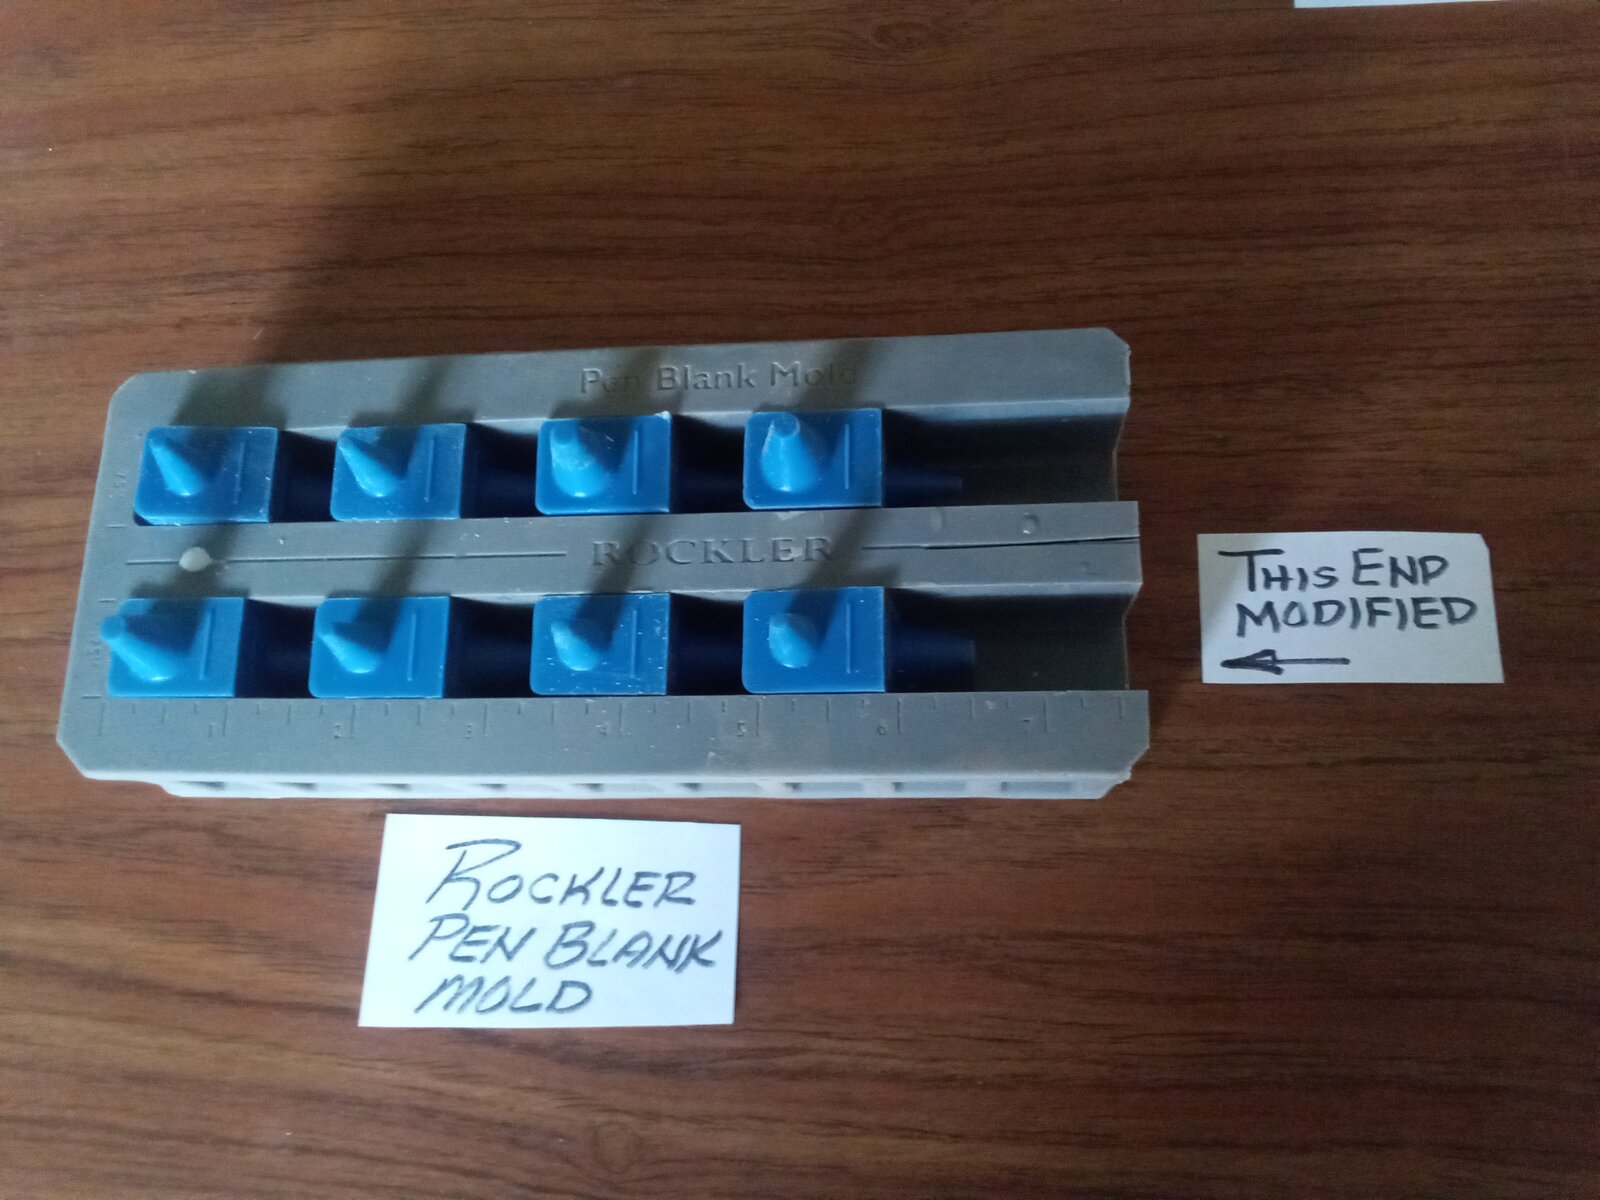 Pen Blank Mold
ROCKLER
1 2 3 4 5 6 7
THIS END
MODIFIED
ROCKLER
PEN BLANK
MOLD